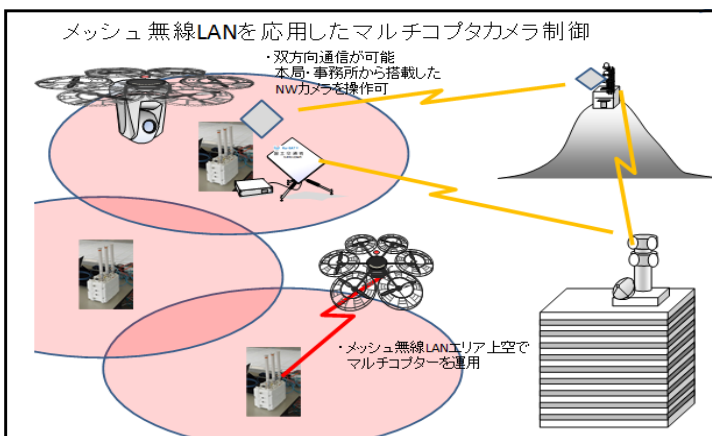 メッシュ無線LANを応用したマルチコプタカメラ制御
・双方向通信が可能
本局・事務所から搭載した
NWカメラを操作可
・メッシュ無線LANエリア上空で
マルチコプターを運用